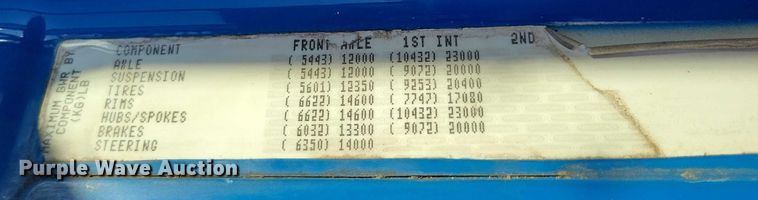 MAXIMUM GWR BY
COMPONENT
(KG)LB
COMPONENT FRONT AXLE 1ST INT 2ND
AXLE ( 5443) 12000 (10432) 23000
SUSPENSION ( 5443) 12000 ( 9072) 20000
TIRES ( 5601) 12350 ( 9253) 20400
RIMS ( 6622) 14600 ( 7747) 17080
HUBS/SPOKES ( 6622) 14600 (10432) 23000
BRAKES ( 6032) 13300 ( 9072) 20000
STEERING ( 6350) 14000
Purple Wave Auction